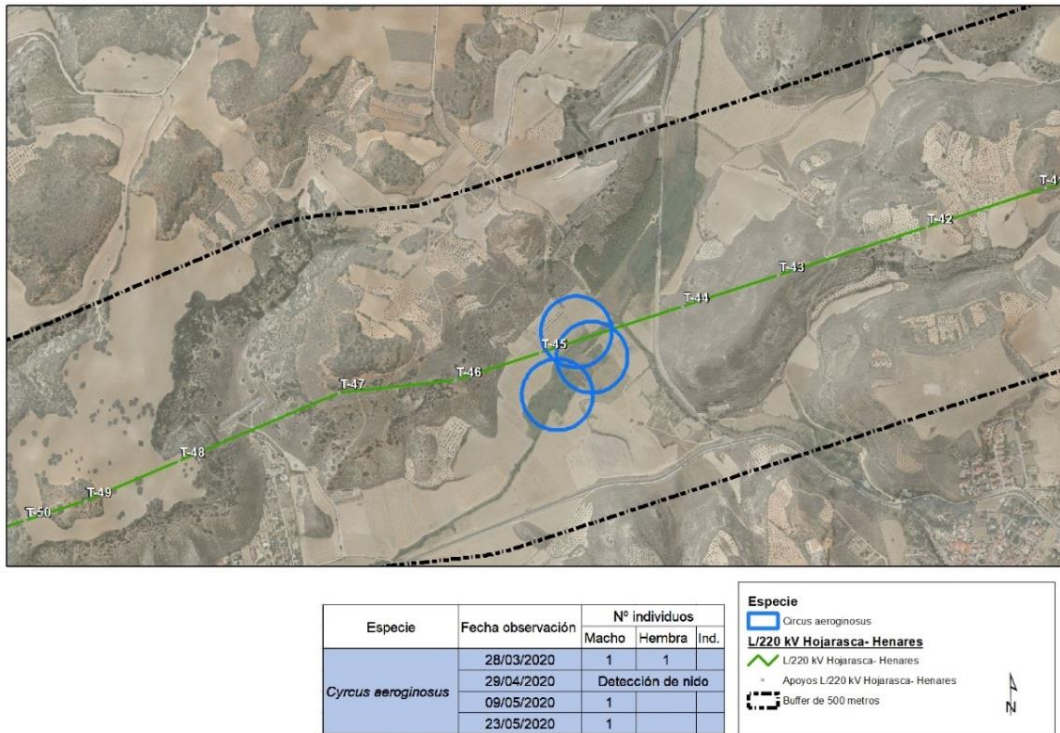 T-41
T-42
T-43
T-44
T-45
T-46
T-47
T-48
T-49
T-50
Especie Fecha observación Nº individuos
Macho Hembra Ind.
Cyrcus aeroginosus 28/03/2020 1 1
29/04/2020 Detección de nido
09/05/2020 1
23/05/2020 1
Especie
Circus aeroginosus
L/220 kV Hojarasca- Henares
L/220 kV Hojarasca- Henares
Apoyos L/220 kV Hojarasca- Henares
Buffer de 500 metros
N